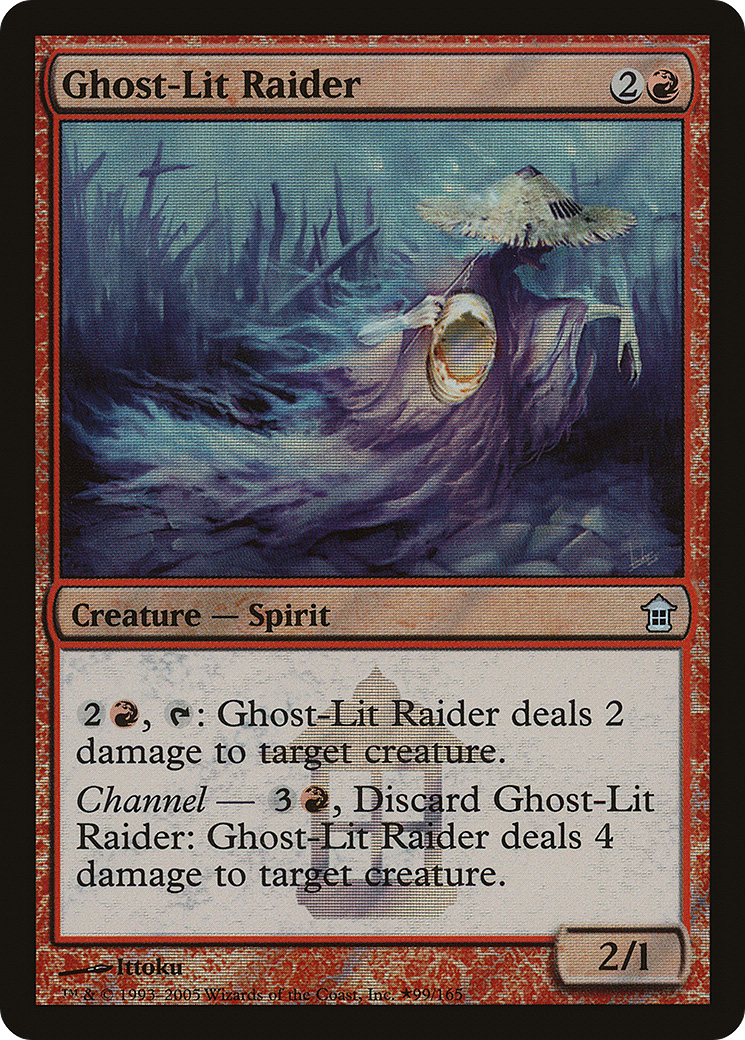 Ghost-Lit Raider 2
Creature — Spirit
2 , : Ghost-Lit Raider deals 2
damage to target creature.
Channel — 3 , Discard Ghost-Lit
Raider: Ghost-Lit Raider deals 4
damage to target creature.
2/1
Ittoku
™ & © 1993–2005 Wizards of the Coast, Inc. ★99/165